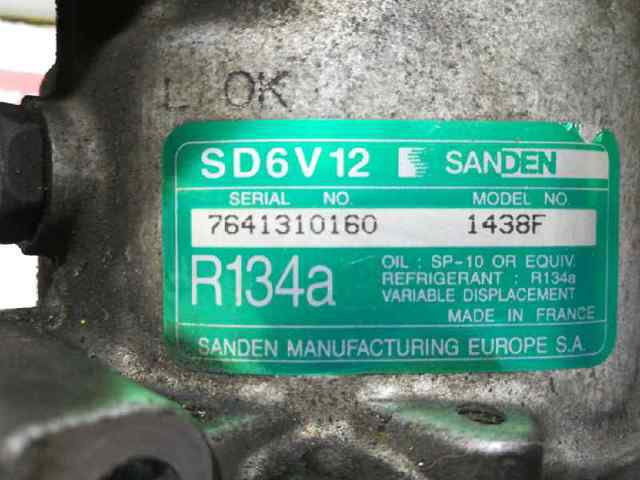 L OK
SD6V12 SANDEN
SERIAL NO. MODEL NO.
7641310160 1438F
R134a
OIL : SP-10 OR EQUIV.
REFRIGERANT : R134a
VARIABLE DISPLACEMENT
MADE IN FRANCE
SANDEN MANUFACTURING EUROPE S.A.